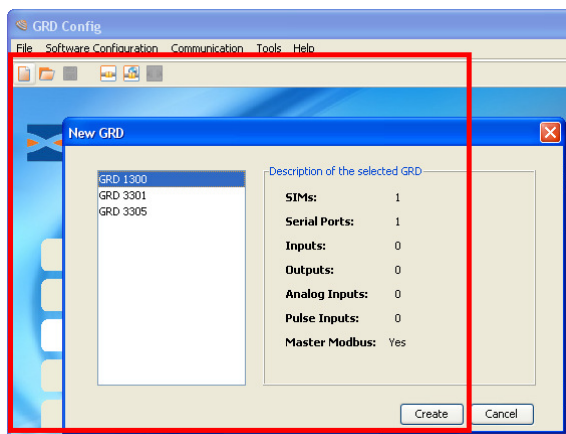 GRD Config
File Software Configuration Communication Tools Help
New GRD
GRD 1300
GRD 3301
GRD 3305
Description of the selected GRD
SIMs: 1
Serial Ports: 1
Inputs: 0
Outputs: 0
Analog Inputs: 0
Pulse Inputs: 0
Master Modbus: Yes
Create Cancel